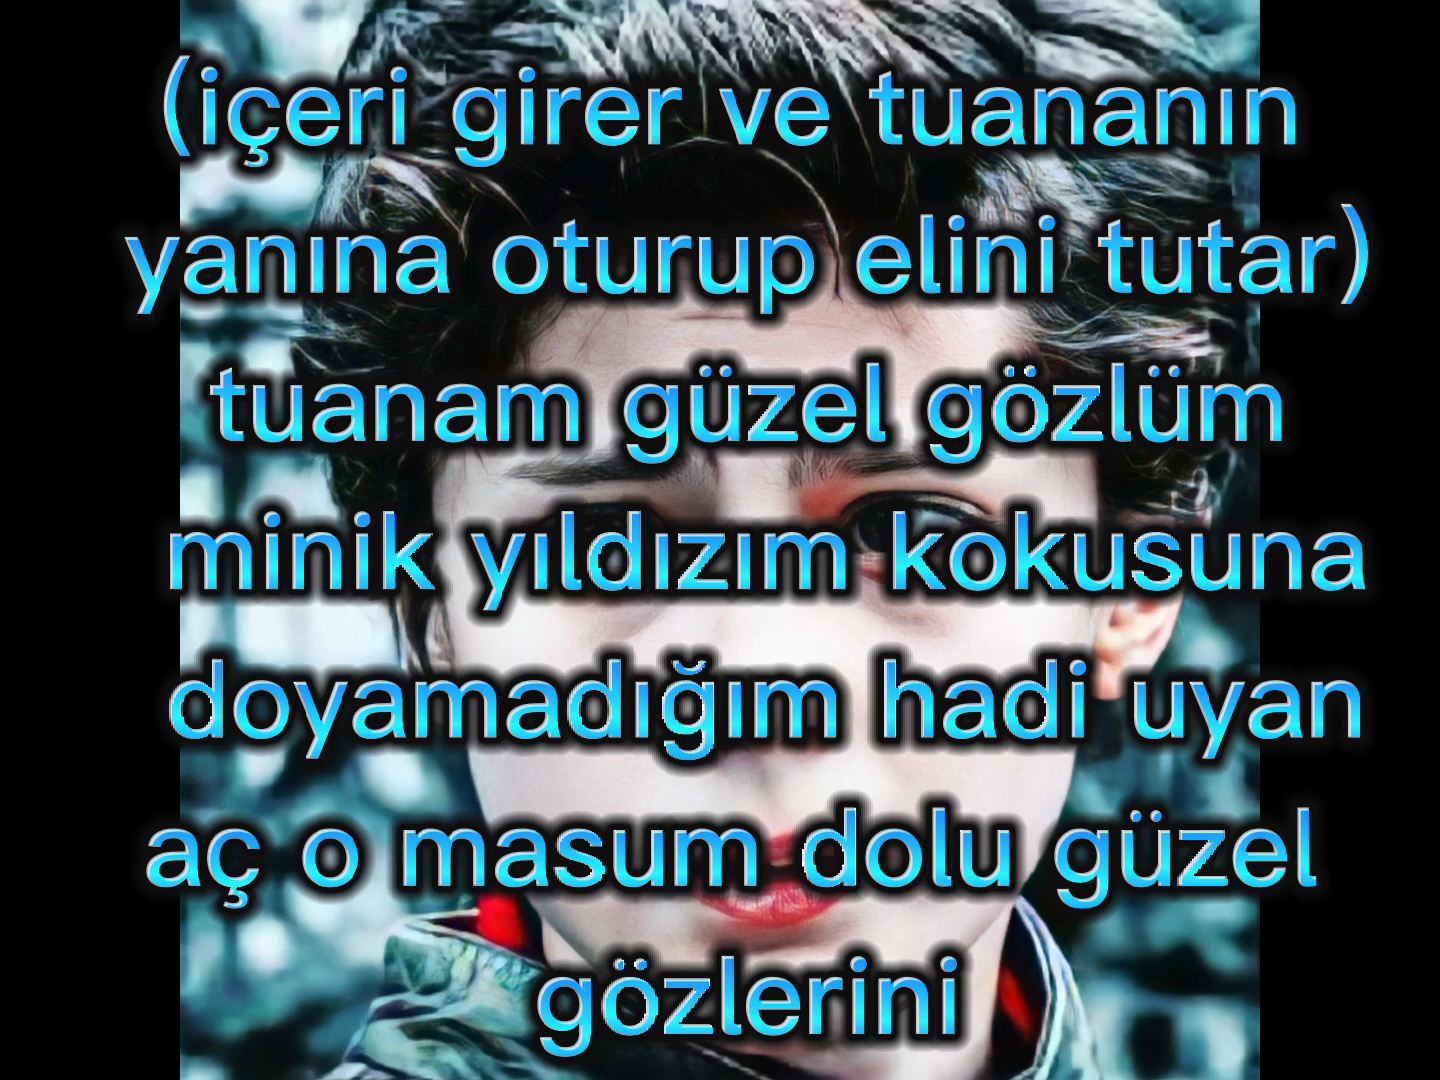 (içeri girer ve tuananın
yanına oturup elini tutar)
tuanam güzel gözlüm
minik yıldızım kokusuna
doyamadığım hadi uyan
aç o masum dolu güzel
gözlerini